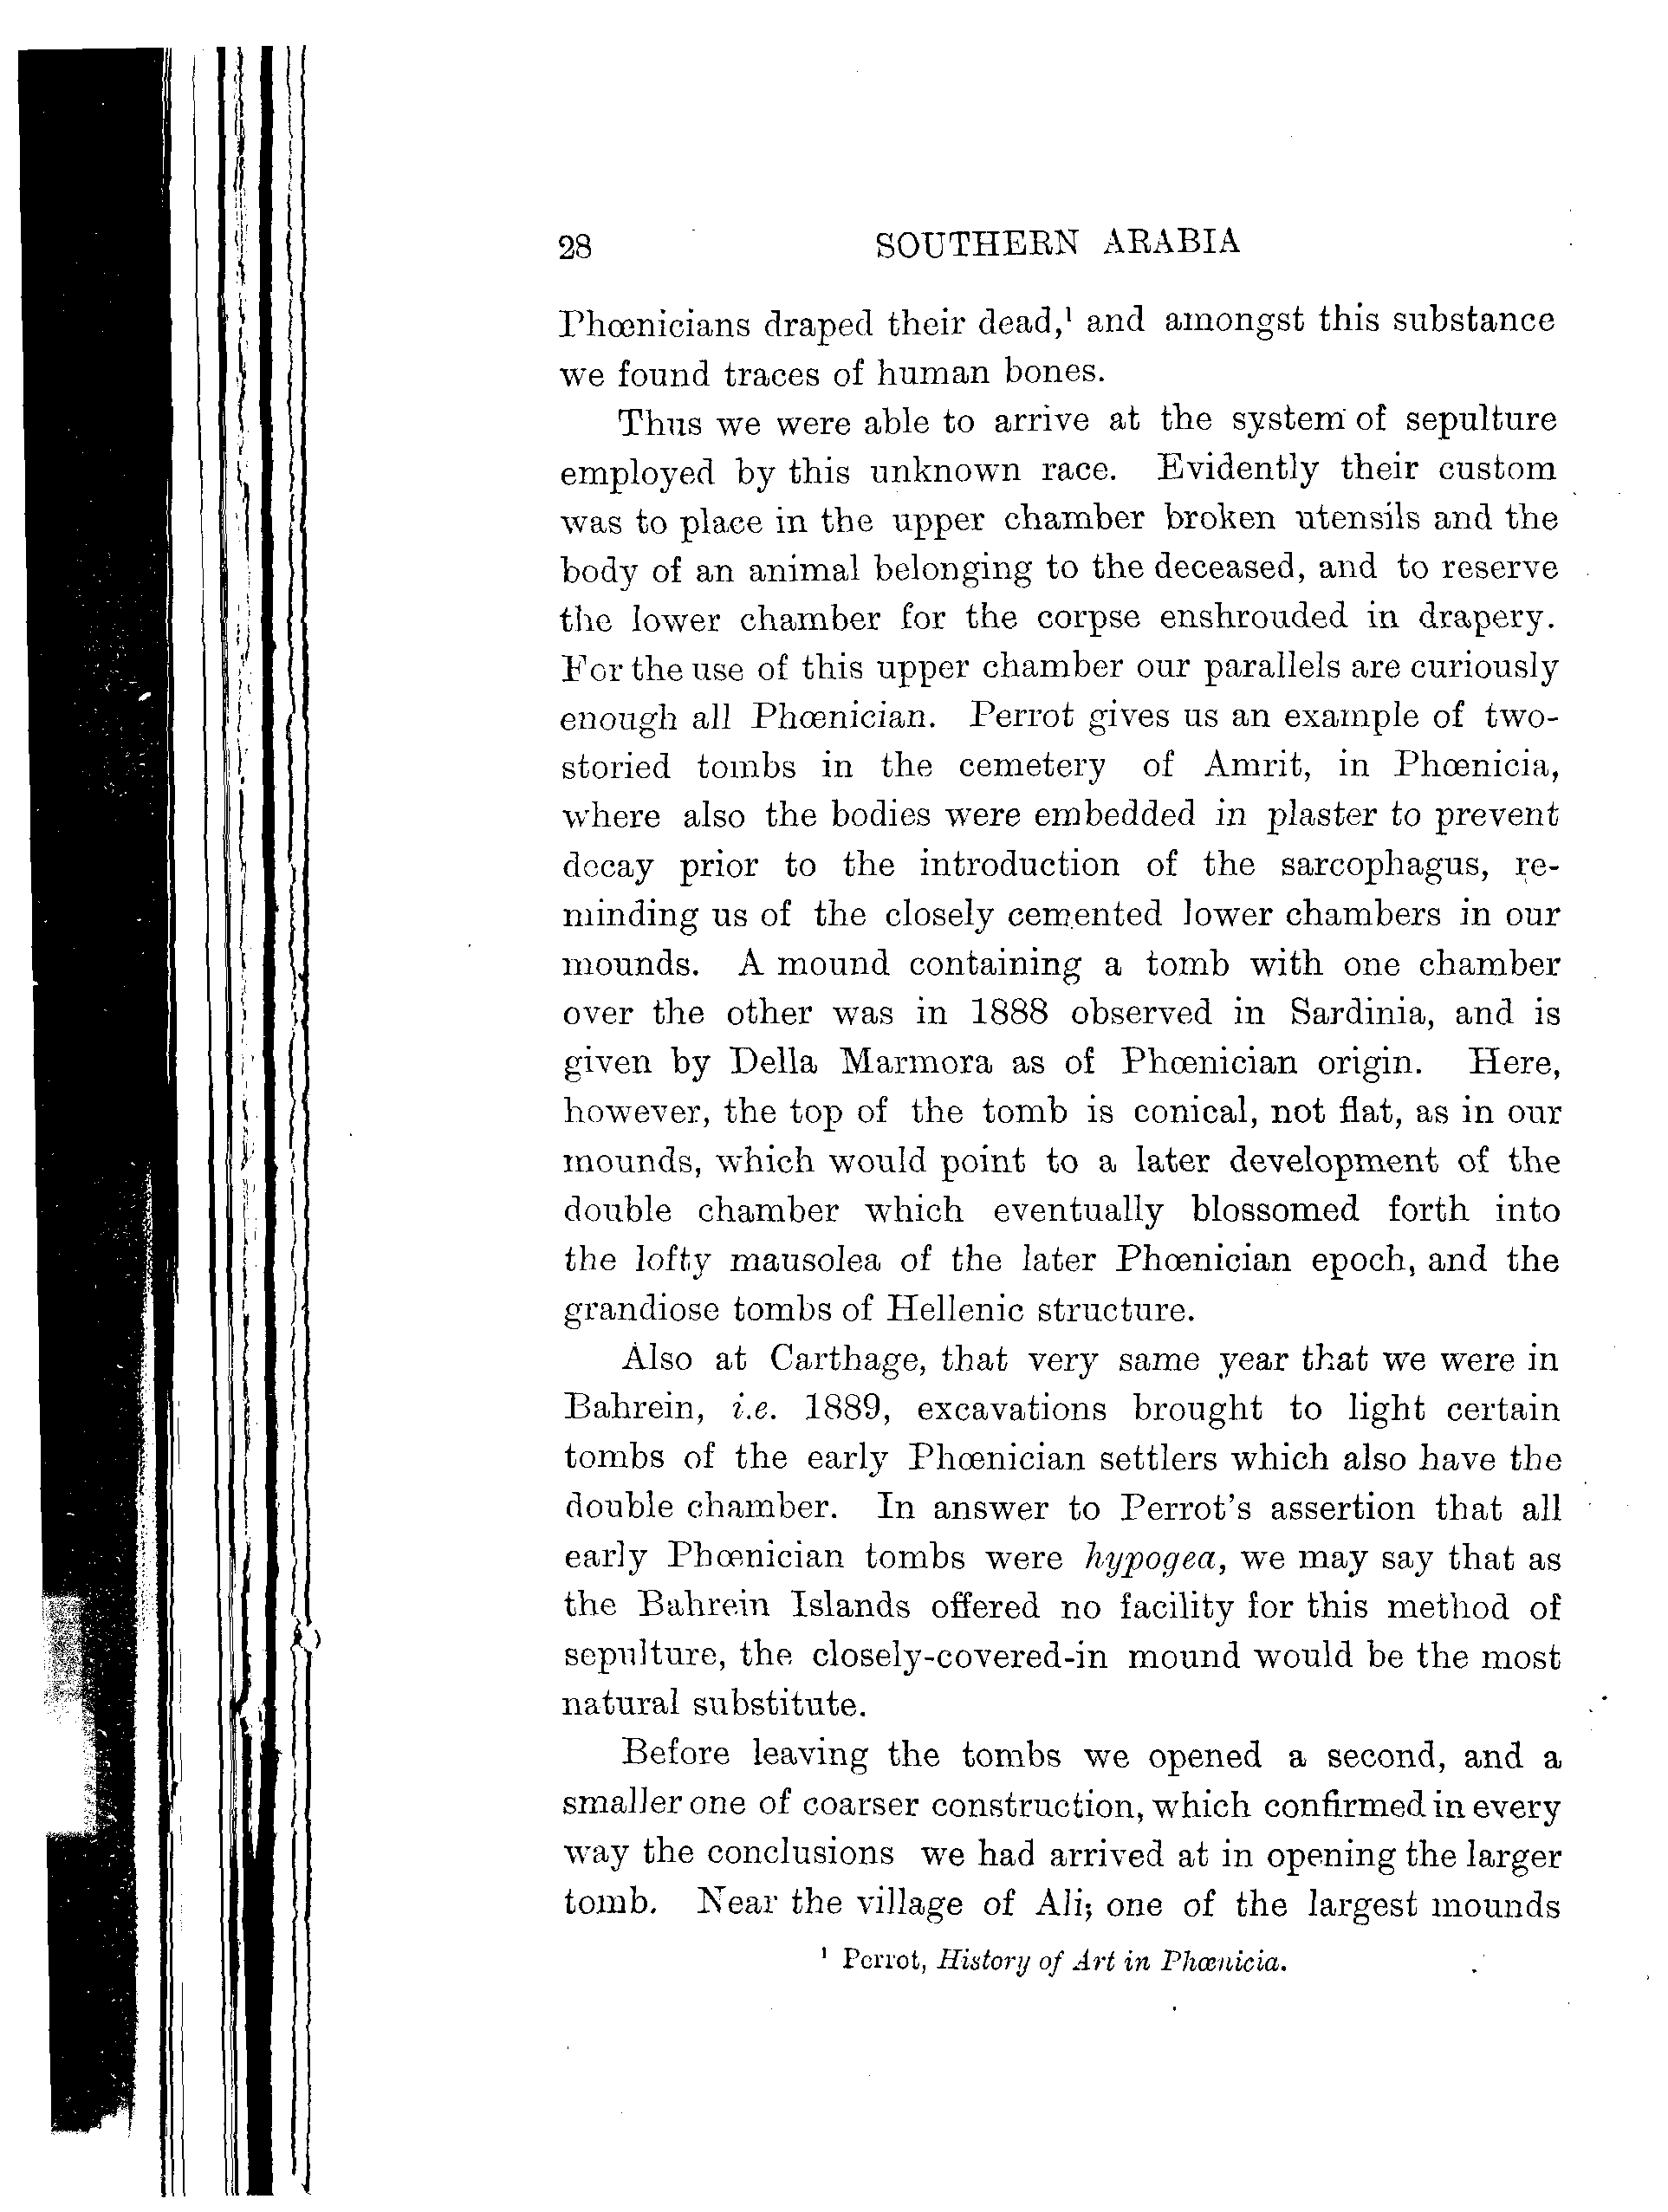 28 SOUTHERN ARABIA
Phœnicians draped their dead,¹ and amongst this substance
we found traces of human bones.
Thus we were able to arrive at the system of sepulture
employed by this unknown race. Evidently their custom
was to place in the upper chamber broken utensils and the
body of an animal belonging to the deceased, and to reserve
the lower chamber for the corpse enshrouded in drapery.
For the use of this upper chamber our parallels are curiously
enough all Phœnician. Perrot gives us an example of two-
storied tombs in the cemetery of Amrit, in Phœnicia,
where also the bodies were embedded in plaster to prevent
decay prior to the introduction of the sarcophagus, re-
minding us of the closely cemented lower chambers in our
mounds. A mound containing a tomb with one chamber
over the other was in 1888 observed in Sardinia, and is
given by Della Marmora as of Phœnician origin. Here,
however, the top of the tomb is conical, not flat, as in our
mounds, which would point to a later development of the
double chamber which eventually blossomed forth into
the lofty mausolea of the later Phœnician epoch, and the
grandiose tombs of Hellenic structure.
Also at Carthage, that very same year that we were in
Bahrein, i.e. 1889, excavations brought to light certain
tombs of the early Phœnician settlers which also have the
double chamber. In answer to Perrot's assertion that all
early Phœnician tombs were hypogea, we may say that as
the Bahrein Islands offered no facility for this method of
sepulture, the closely-covered-in mound would be the most
natural substitute.
Before leaving the tombs we opened a second, and a
smaller one of coarser construction, which confirmed in every
way the conclusions we had arrived at in opening the larger
tomb. Near the village of Ali; one of the largest mounds
¹ Perrot, History of Art in Phœnicia.